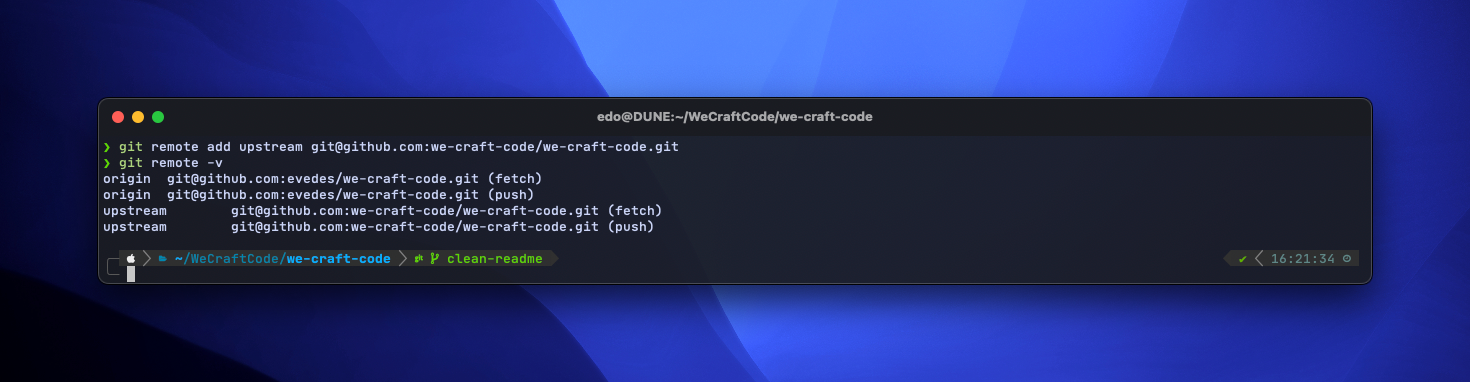 edo@DUNE:~/WeCraftCode/we-craft-code
❯ git remote add upstream git@github.com:we-craft-code/we-craft-code.git
❯ git remote -v
origin  git@github.com:evedes/we-craft-code.git (fetch)
origin  git@github.com:evedes/we-craft-code.git (push)
upstream        git@github.com:we-craft-code/we-craft-code.git (fetch)
upstream        git@github.com:we-craft-code/we-craft-code.git (push)
~/WeCraftCode/we-craft-code git clean-readme ✔ 16:21:34